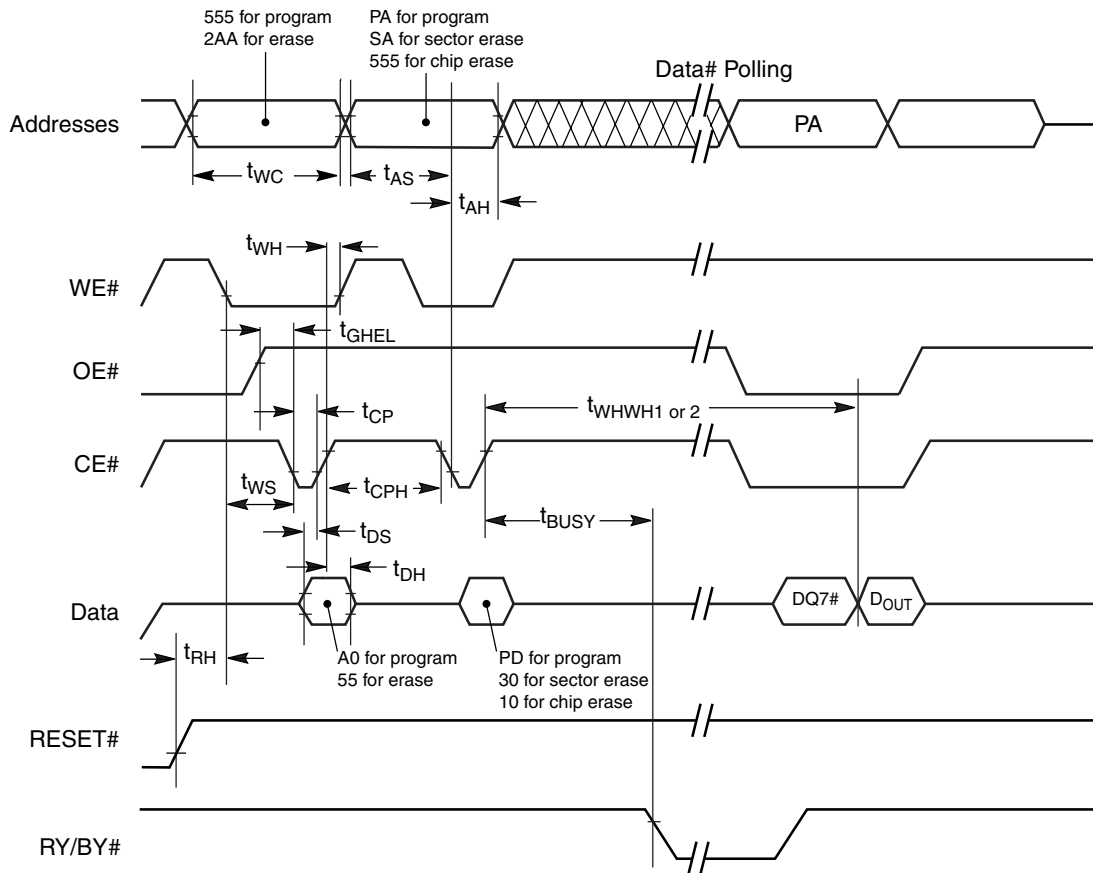 555 for program
2AA for erase
PA for program
SA for sector erase
555 for chip erase
Data# Polling
Addresses
PA
tWC
tAS
tAH
tWH
WE#
tGHEL
OE#
tCP
tWHWH1 or 2
CE#
tWS
tCPH
tBUSY
tDS
tDH
Data
DQ7#
DOUT
tRH
A0 for program
55 for erase
PD for program
30 for sector erase
10 for chip erase
RESET#
RY/BY#